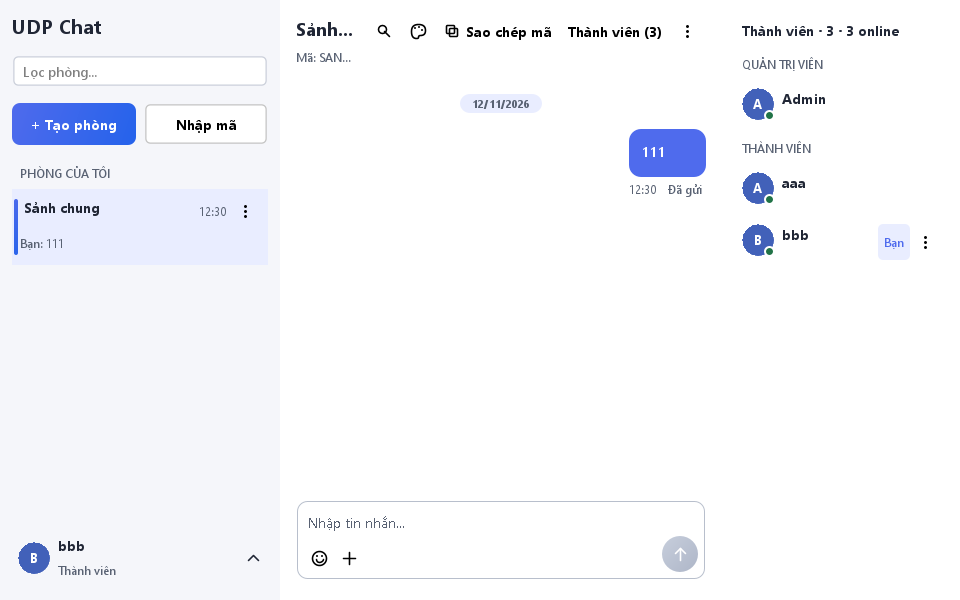 UDP Chat
Lọc phòng...
+ Tạo phòng
Nhập mã
PHÒNG CỦA TÔI
Sảnh chung
12:30
Bạn: 111
B
bbb
Thành viên
Sảnh...
Sao chép mã
Thành viên (3)
Mã: SAN...
12/11/2026
111
12:30 Đã gửi
Nhập tin nhắn...
Thành viên · 3 · 3 online
QUẢN TRỊ VIÊN
A
Admin
THÀNH VIÊN
A
aaa
B
bbb
Bạn